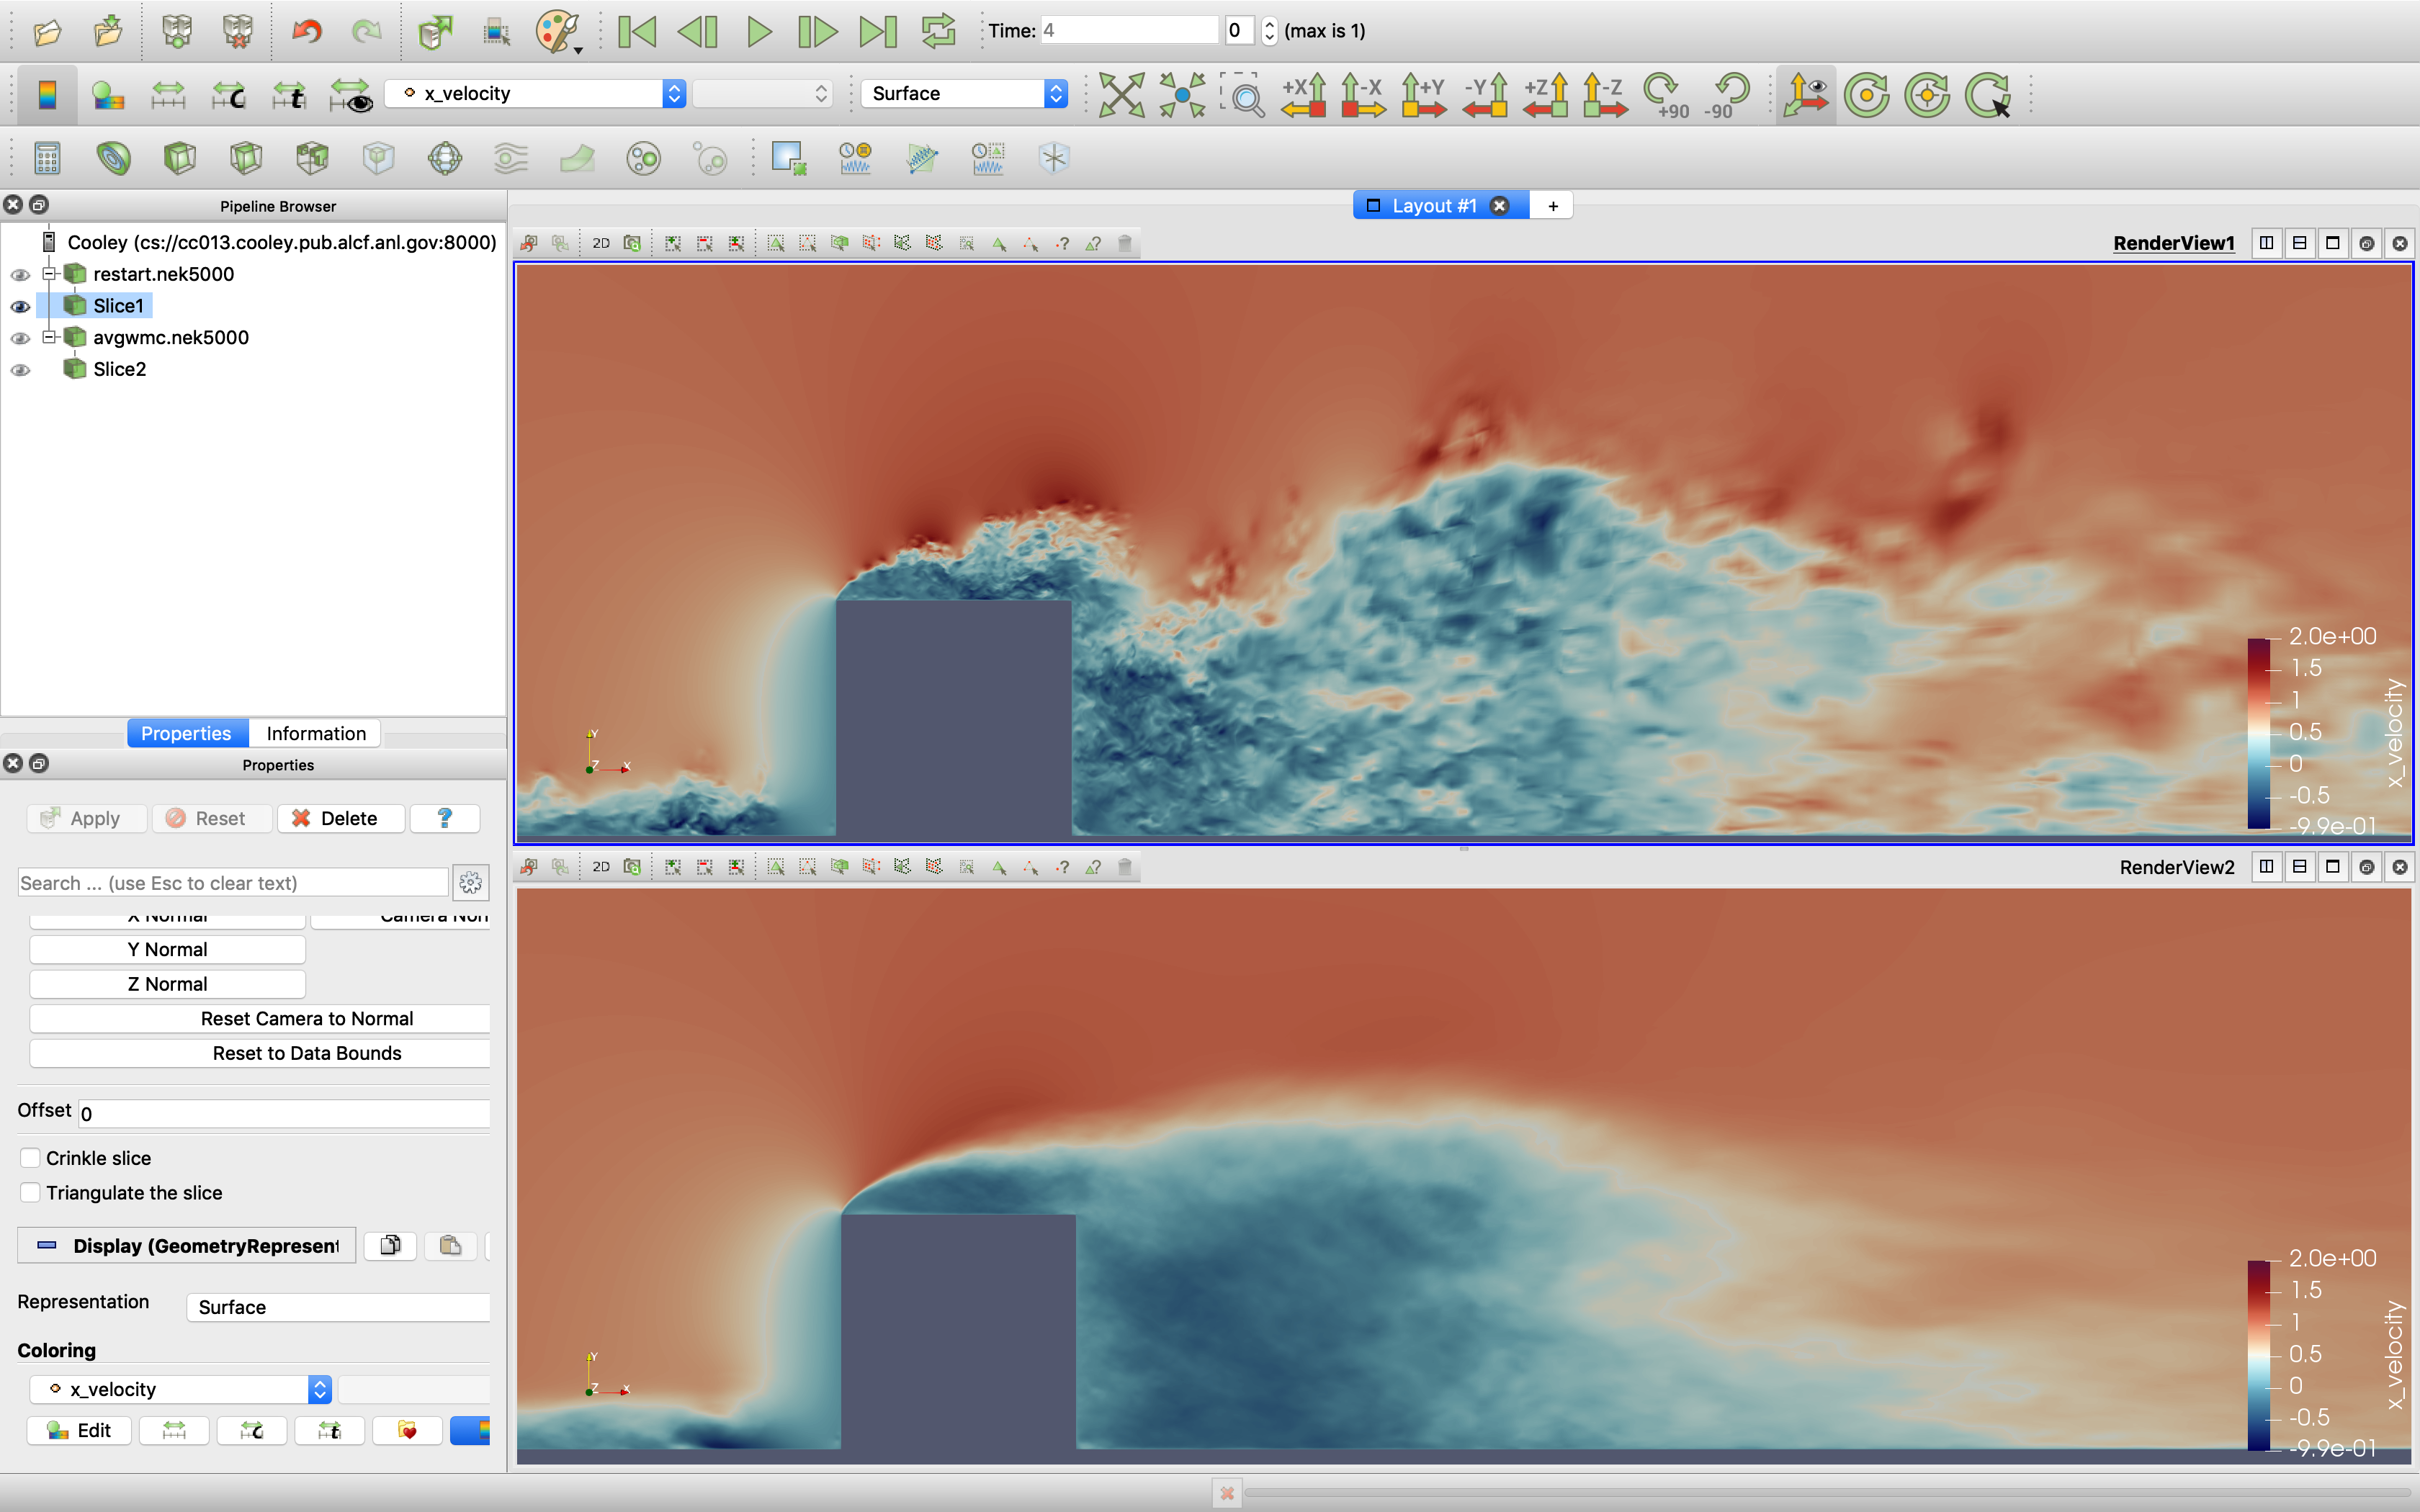 Time: 4 0 (max is 1)
x_velocity Surface +X -X +Y -Y +Z -Z +90 -90
Pipeline Browser
Layout #1 +
Cooley (cs://cc013.cooley.pub.alcf.anl.gov:8000)
restart.nek5000
Slice1
avgwmc.nek5000
Slice2
2D RenderView1
Y
Z X
2.0e+00
1.5
1
0.5
0
-0.5
-9.9e-01
x_velocity
Properties Information
Properties
Apply Reset Delete ?
Search ... (use Esc to clear text)
X Normal Camera Nor
Y Normal
Z Normal
Reset Camera to Normal
Reset to Data Bounds
Offset 0
Crinkle slice
Triangulate the slice
Display (GeometryRepresent
Representation Surface
Coloring
x_velocity
Edit
2D RenderView2
Y
Z X
2.0e+00
1.5
1
0.5
0
-0.5
-9.9e-01
x_velocity